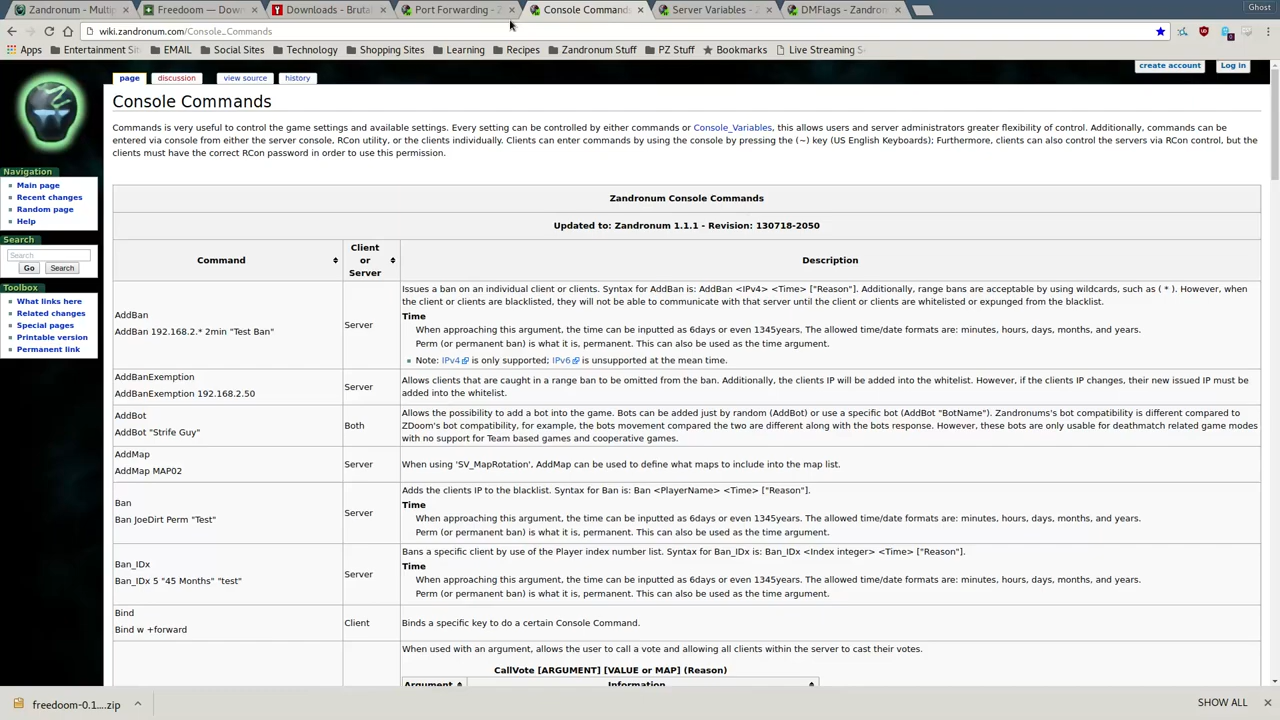 Zandronum - Multip
Freedoom — Down
Downloads - Brutal
Port Forwarding - Z
Console Commands
Server Variables - Z
DMFlags - Zandron
Ghost
wiki.zandronum.com/Console_Commands
Apps
Entertainment Si
EMAIL
Social Sites
Technology
Shopping Sites
Learning
Recipes
Zandronum Stuff
PZ Stuff
Bookmarks
Live Streaming Se
page
discussion
view source
history
create account
Log in
Console Commands
Commands is very useful to control the game settings and available settings. Every setting can be controlled by either commands or Console_Variables, this allows users and server administrators greater flexibility of control. Additionally, commands can be
entered via console from either the server console, RCon utility, or the clients individually. Clients can enter commands by using the console by pressing the (~) key (US English Keyboards); Furthermore, clients can also control the servers via RCon control, but the
clients must have the correct RCon password in order to use this permission.
Navigation
Main page
Recent changes
Random page
Help
Search
Search
Go
Search
Toolbox
What links here
Related changes
Special pages
Printable version
Permanent link
Zandronum Console Commands
Updated to: Zandronum 1.1.1 - Revision: 130718-2050
Command
Client
or
Server
Description
AddBan
AddBan 192.168.2.* 2min "Test Ban"
Server
Issues a ban on an individual client or clients. Syntax for AddBan is: AddBan <IPv4> <Time> ["Reason"]. Additionally, range bans are acceptable by using wildcards, such as ( * ). However, when
the client or clients are blacklisted, they will not be able to communicate with that server until the client or clients are whitelisted or expunged from the blacklist.
Time
When approaching this argument, the time can be inputted as 6days or even 1345years. The allowed time/date formats are: minutes, hours, days, months, and years.
Perm (or permanent ban) is what it is, permanent. This can also be used as the time argument.
Note: IPv4 is only supported; IPv6 is unsupported at the mean time.
AddBanExemption
AddBanExemption 192.168.2.50
Server
Allows clients that are caught in a range ban to be omitted from the ban. Additionally, the clients IP will be added into the whitelist. However, if the clients IP changes, their new issued IP must be
added into the whitelist.
AddBot
AddBot "Strife Guy"
Both
Allows the possibility to add a bot into the game. Bots can be added just by random (AddBot) or use a specific bot (AddBot "BotName"). Zandronums's bot compatibility is different compared to
ZDoom's bot compatibility, for example, the bots movement compared the two are different along with the bots response. However, these bots are only usable for deathmatch related game modes
with no support for Team based games and cooperative games.
AddMap
AddMap MAP02
Server
When using 'SV_MapRotation', AddMap can be used to define what maps to include into the map list.
Ban
Ban JoeDirt Perm "Test"
Server
Adds the clients IP to the blacklist. Syntax for Ban is: Ban <PlayerName> <Time> ["Reason"].
Time
When approaching this argument, the time can be inputted as 6days or even 1345years. The allowed time/date formats are: minutes, hours, days, months, and years.
Perm (or permanent ban) is what it is, permanent. This can also be used as the time argument.
Ban_IDx
Ban_IDx 5 "45 Months" "test"
Server
Bans a specific client by use of the Player index number list. Syntax for Ban_IDx is: Ban_IDx <Index integer> <Time> ["Reason"].
Time
When approaching this argument, the time can be inputted as 6days or even 1345years. The allowed time/date formats are: minutes, hours, days, months, and years.
Perm (or permanent ban) is what it is, permanent. This can also be used as the time argument.
Bind
Bind w +forward
Client
Binds a specific key to do a certain Console Command.
When used with an argument, allows the user to call a vote and allowing all clients within the server to cast their votes.
CallVote [ARGUMENT] [VALUE or MAP] (Reason)
Argument
Information
freedoom-0.1....zip
SHOW ALL